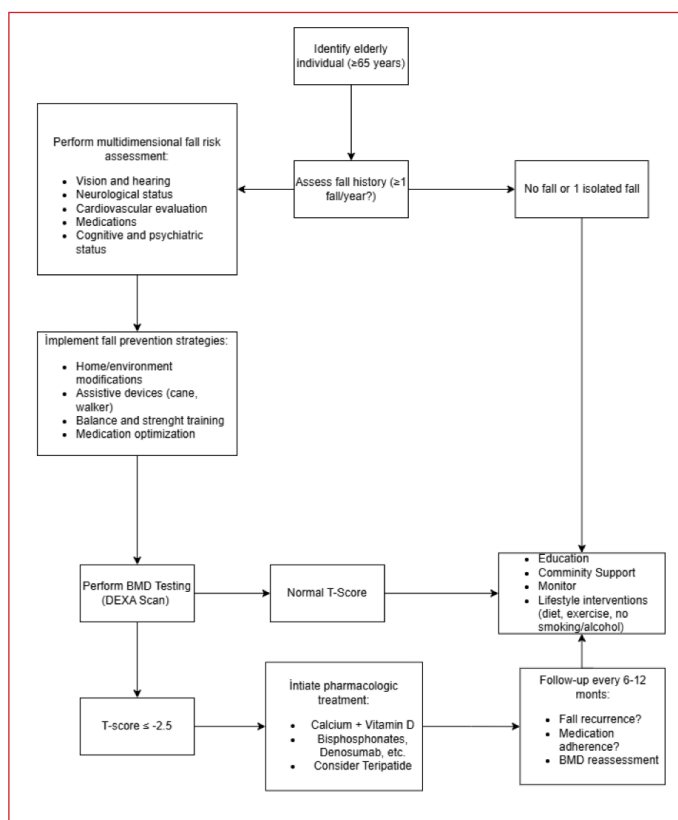 Identify elderly
individual (≥65 years)
Perform multidimensional fall risk
assessment:
• Vision and hearing
• Neurological status
• Cardiovascular evaluation
• Medications
• Cognitive and psychiatric
status
Assess fall history (≥1
fall/year?)
No fall or 1 isolated fall
İmplement fall prevention strategies:
• Home/environment
modifications
• Assistive devices (cane,
walker)
• Balance and strenght training
• Medication optimization
Perform BMD Testing
(DEXA Scan)
Normal T-Score
• Education
• Comminity Support
• Monitor
• Lifestyle interventions
(diet, exercise, no
smoking/alcohol)
T-score ≤ -2.5
İntiate pharmacologic
treatment:
• Calcium + Vitamin D
• Bisphosphonates,
Denosumab, etc.
• Consider Teripatide
Follow-up every 6-12
monts:
• Fall recurrence?
• Medication
adherence?
• BMD reassessment